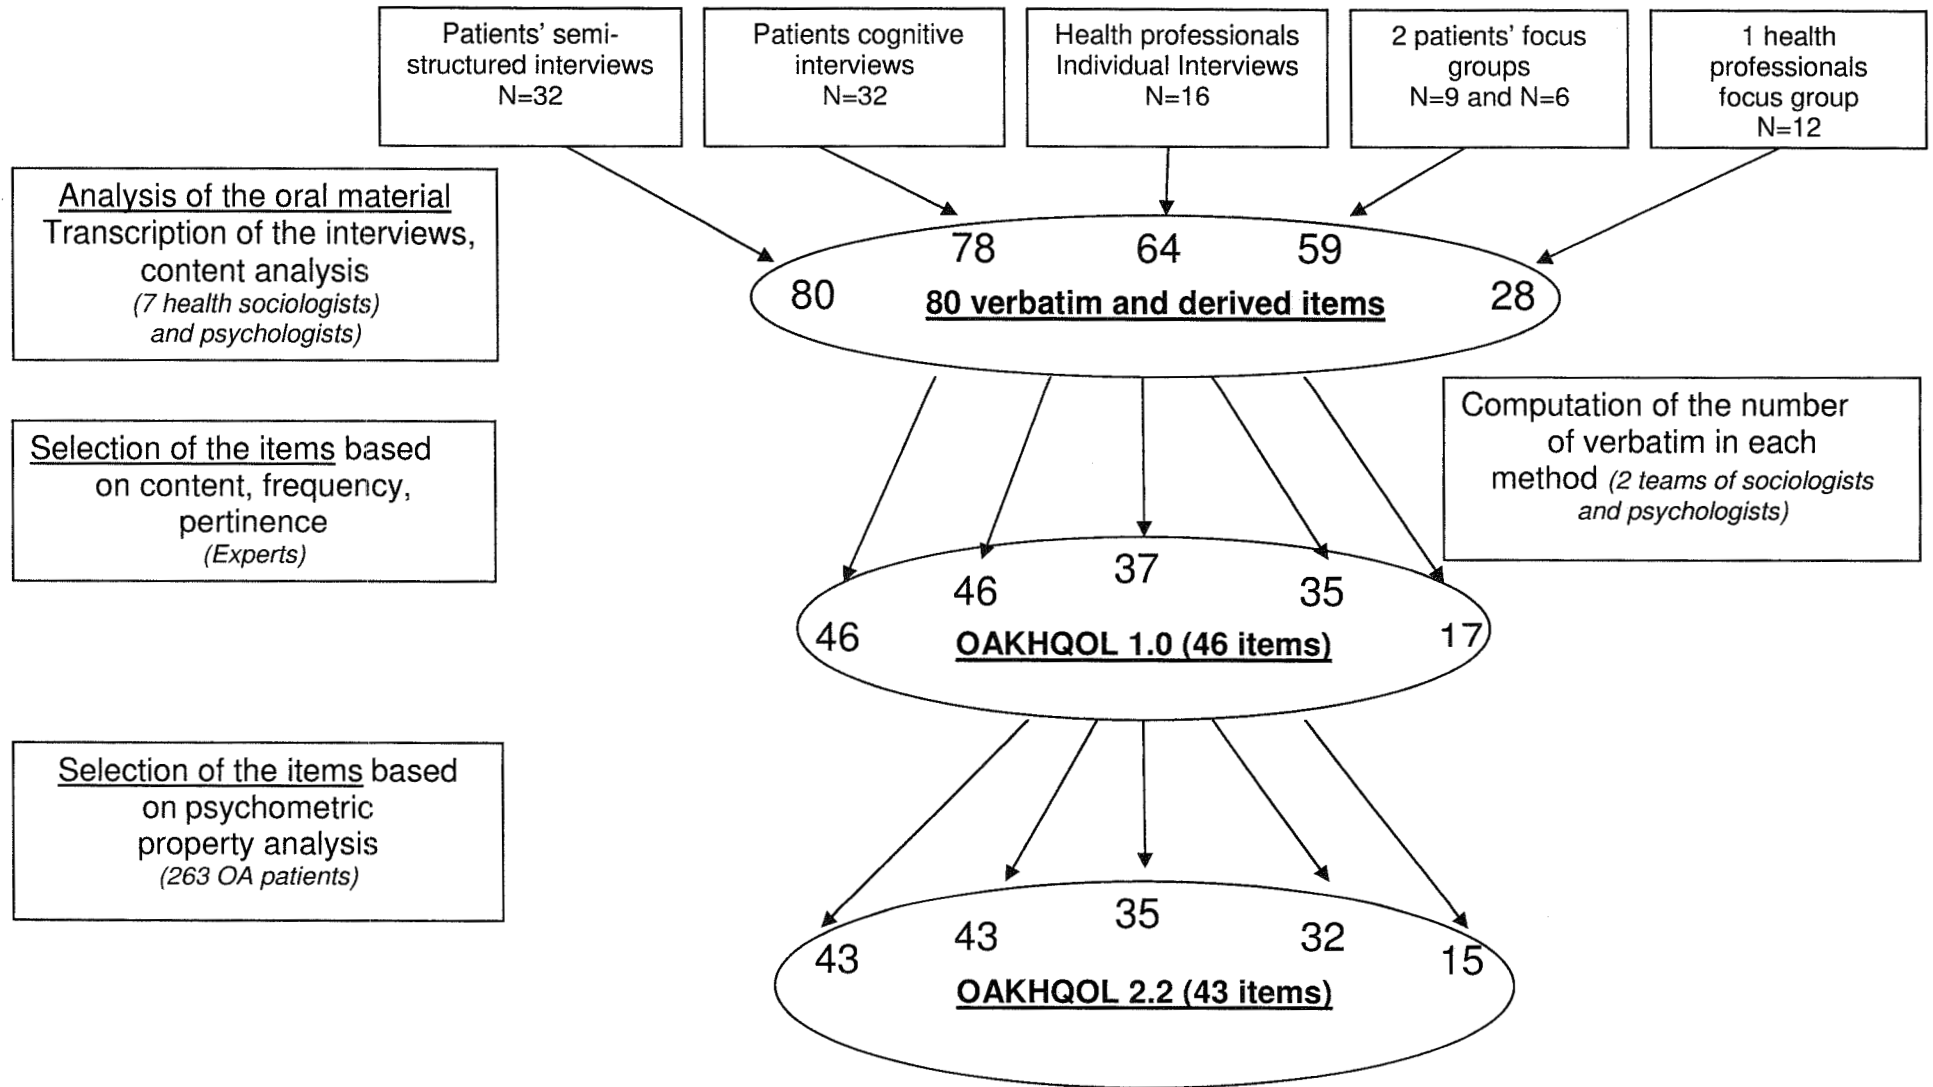 Patients’ semi-
structured interviews
N=32
Patients cognitive
interviews
N=32
Health professionals
Individual Interviews
N=16
2 patients’ focus
groups
N=9 and N=6
1 health
professionals
focus group
N=12
Analysis of the oral material
Transcription of the interviews,
content analysis
(7 health sociologists)
and psychologists)
78
64
59
80
80 verbatim and derived items
28
Selection of the items based
on content, frequency,
pertinence
(Experts)
Computation of the number
of verbatim in each
method (2 teams of sociologists
and psychologists)
37
46
35
46
OAKHQOL 1.0 (46 items)
17
Selection of the items based
on psychometric
property analysis
(263 OA patients)
35
43
32
43
15
OAKHQOL 2.2 (43 items)